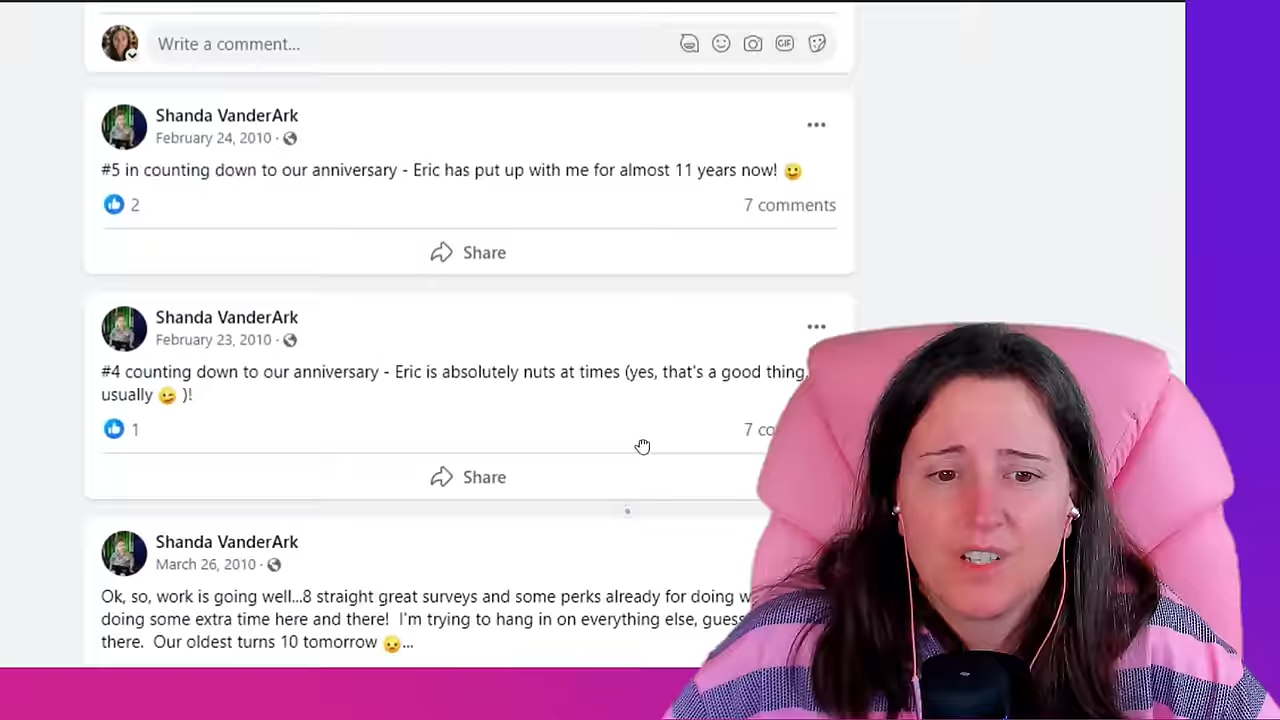 Write a comment...
GIF
Shanda VanderArk
February 24, 2010 ·
#5 in counting down to our anniversary - Eric has put up with me for almost 11 years now!
2
7 comments
Share
Shanda VanderArk
February 23, 2010 ·
#4 counting down to our anniversary - Eric is absolutely nuts at times (yes, that's a good thing,
usually 😜 )!
1
7
Share
Shanda VanderArk
March 26, 2010 ·
Ok, so, work is going well...8 straight great surveys and some perks already for doing
doing some extra time here and there! I'm trying to hang in on everything else, guess
there. Our oldest turns 10 tomorrow 😟...